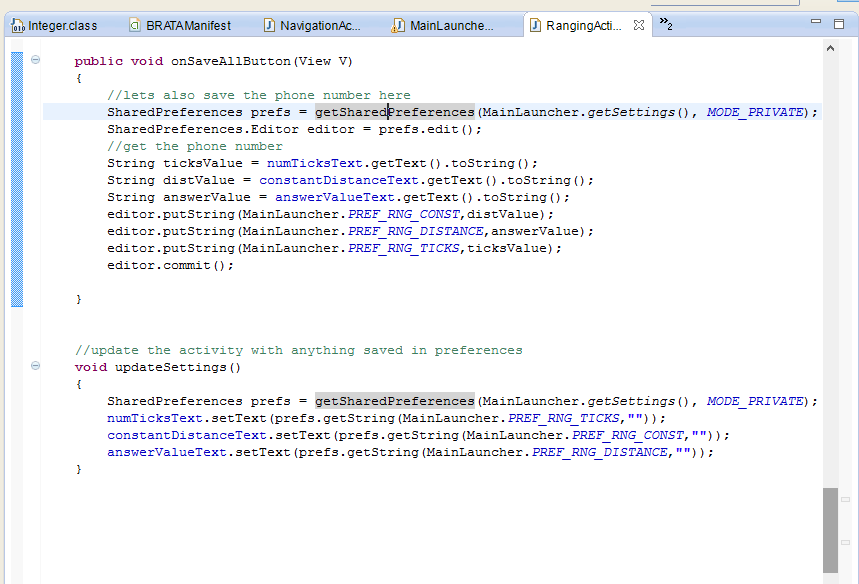 Integer.class BRATAManifest NavigationAc... MainLaunche... RangingActi... »2
public void onSaveAllButton(View V)
{
//lets also save the phone number here
SharedPreferences prefs = getSharedPreferences(MainLauncher.getSettings(), MODE_PRIVATE);
SharedPreferences.Editor editor = prefs.edit();
//get the phone number
String ticksValue = numTicksText.getText().toString();
String distValue = constantDistanceText.getText().toString();
String answerValue = answerValueText.getText().toString();
editor.putString(MainLauncher.PREF_RNG_CONST,distValue);
editor.putString(MainLauncher.PREF_RNG_DISTANCE,answerValue);
editor.putString(MainLauncher.PREF_RNG_TICKS,ticksValue);
editor.commit();
}
//update the activity with anything saved in preferences
void updateSettings()
{
SharedPreferences prefs = getSharedPreferences(MainLauncher.getSettings(), MODE_PRIVATE);
numTicksText.setText(prefs.getString(MainLauncher.PREF_RNG_TICKS,""));
constantDistanceText.setText(prefs.getString(MainLauncher.PREF_RNG_CONST,""));
answerValueText.setText(prefs.getString(MainLauncher.PREF_RNG_DISTANCE,""));
}